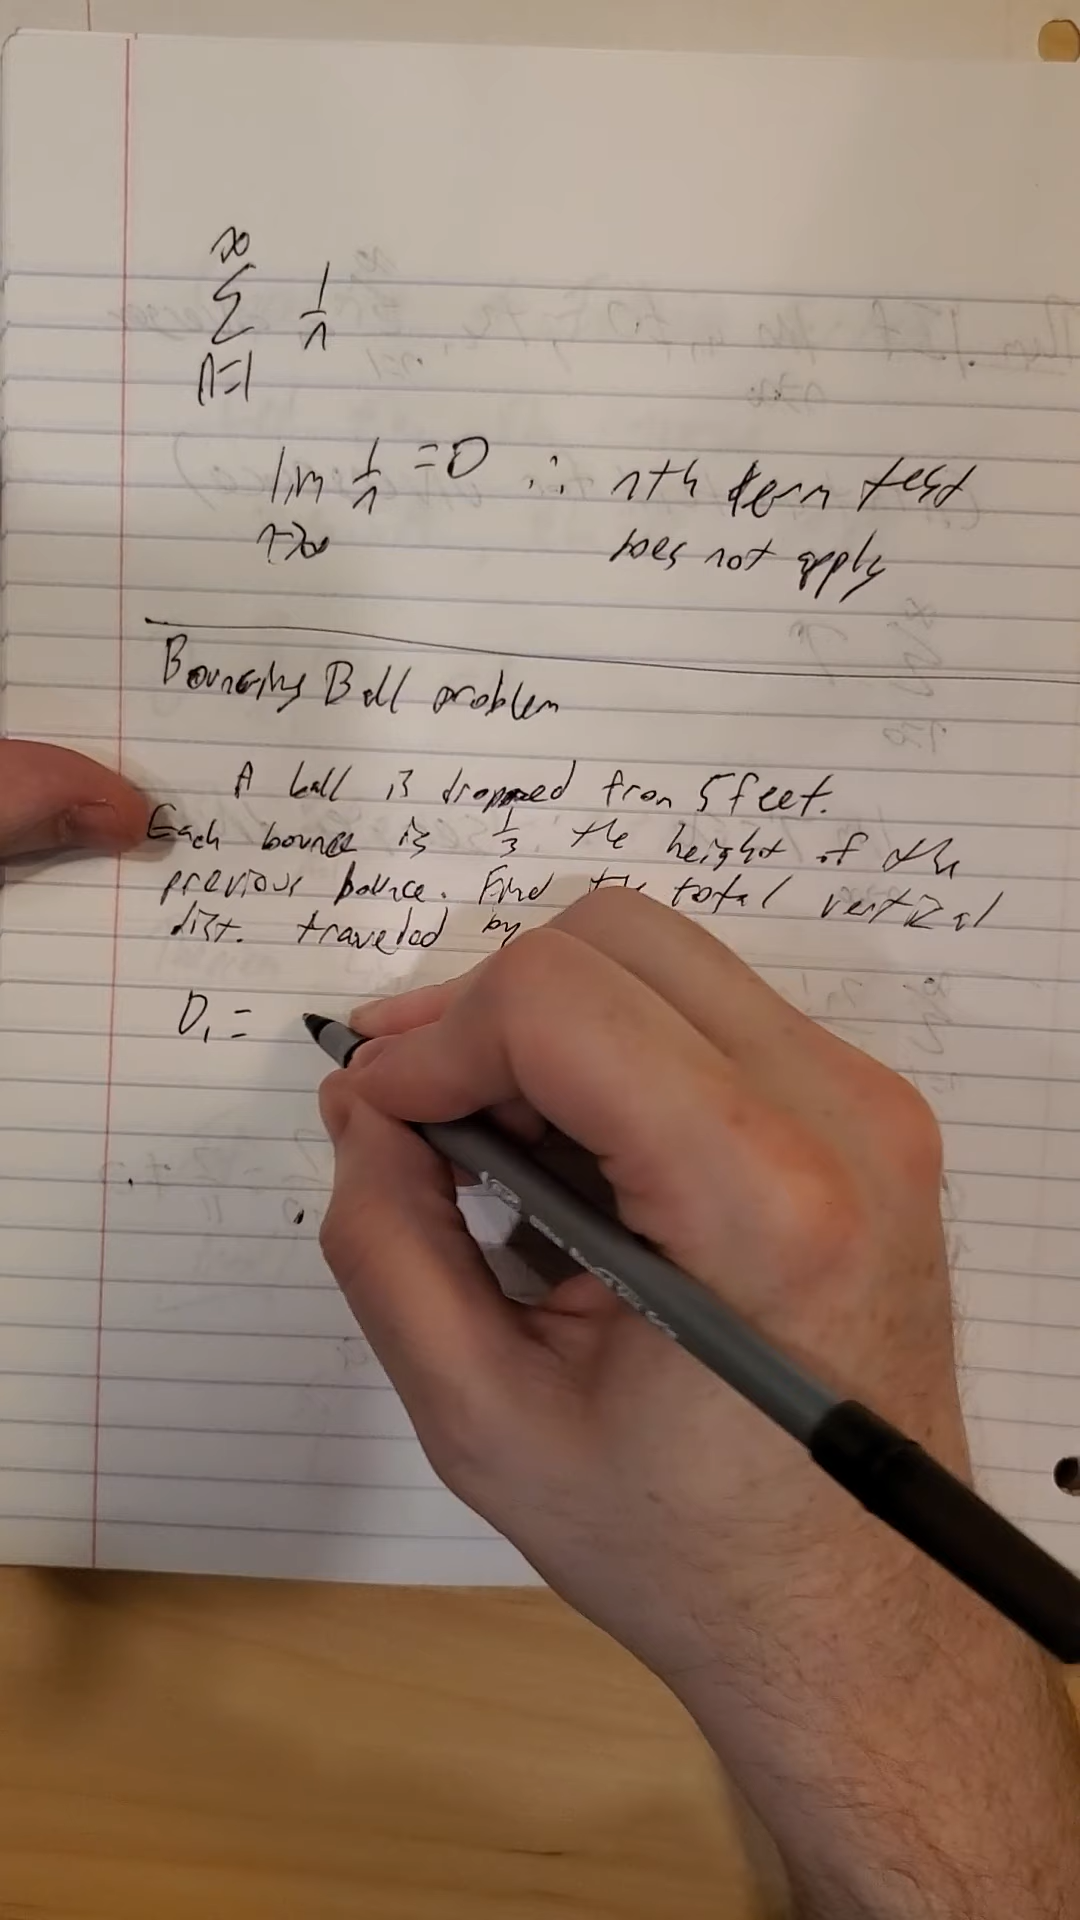 ∞
Σ 1/n
n=1
lim 1/n = 0 ∴ nth term test
n→∞ does not apply
Bouncing Ball problem
A ball is dropped from 5 feet.
Each bounce is 1/3 the height of the
previous bounce. Find the total vertical
dist. traveled by
D₁ =